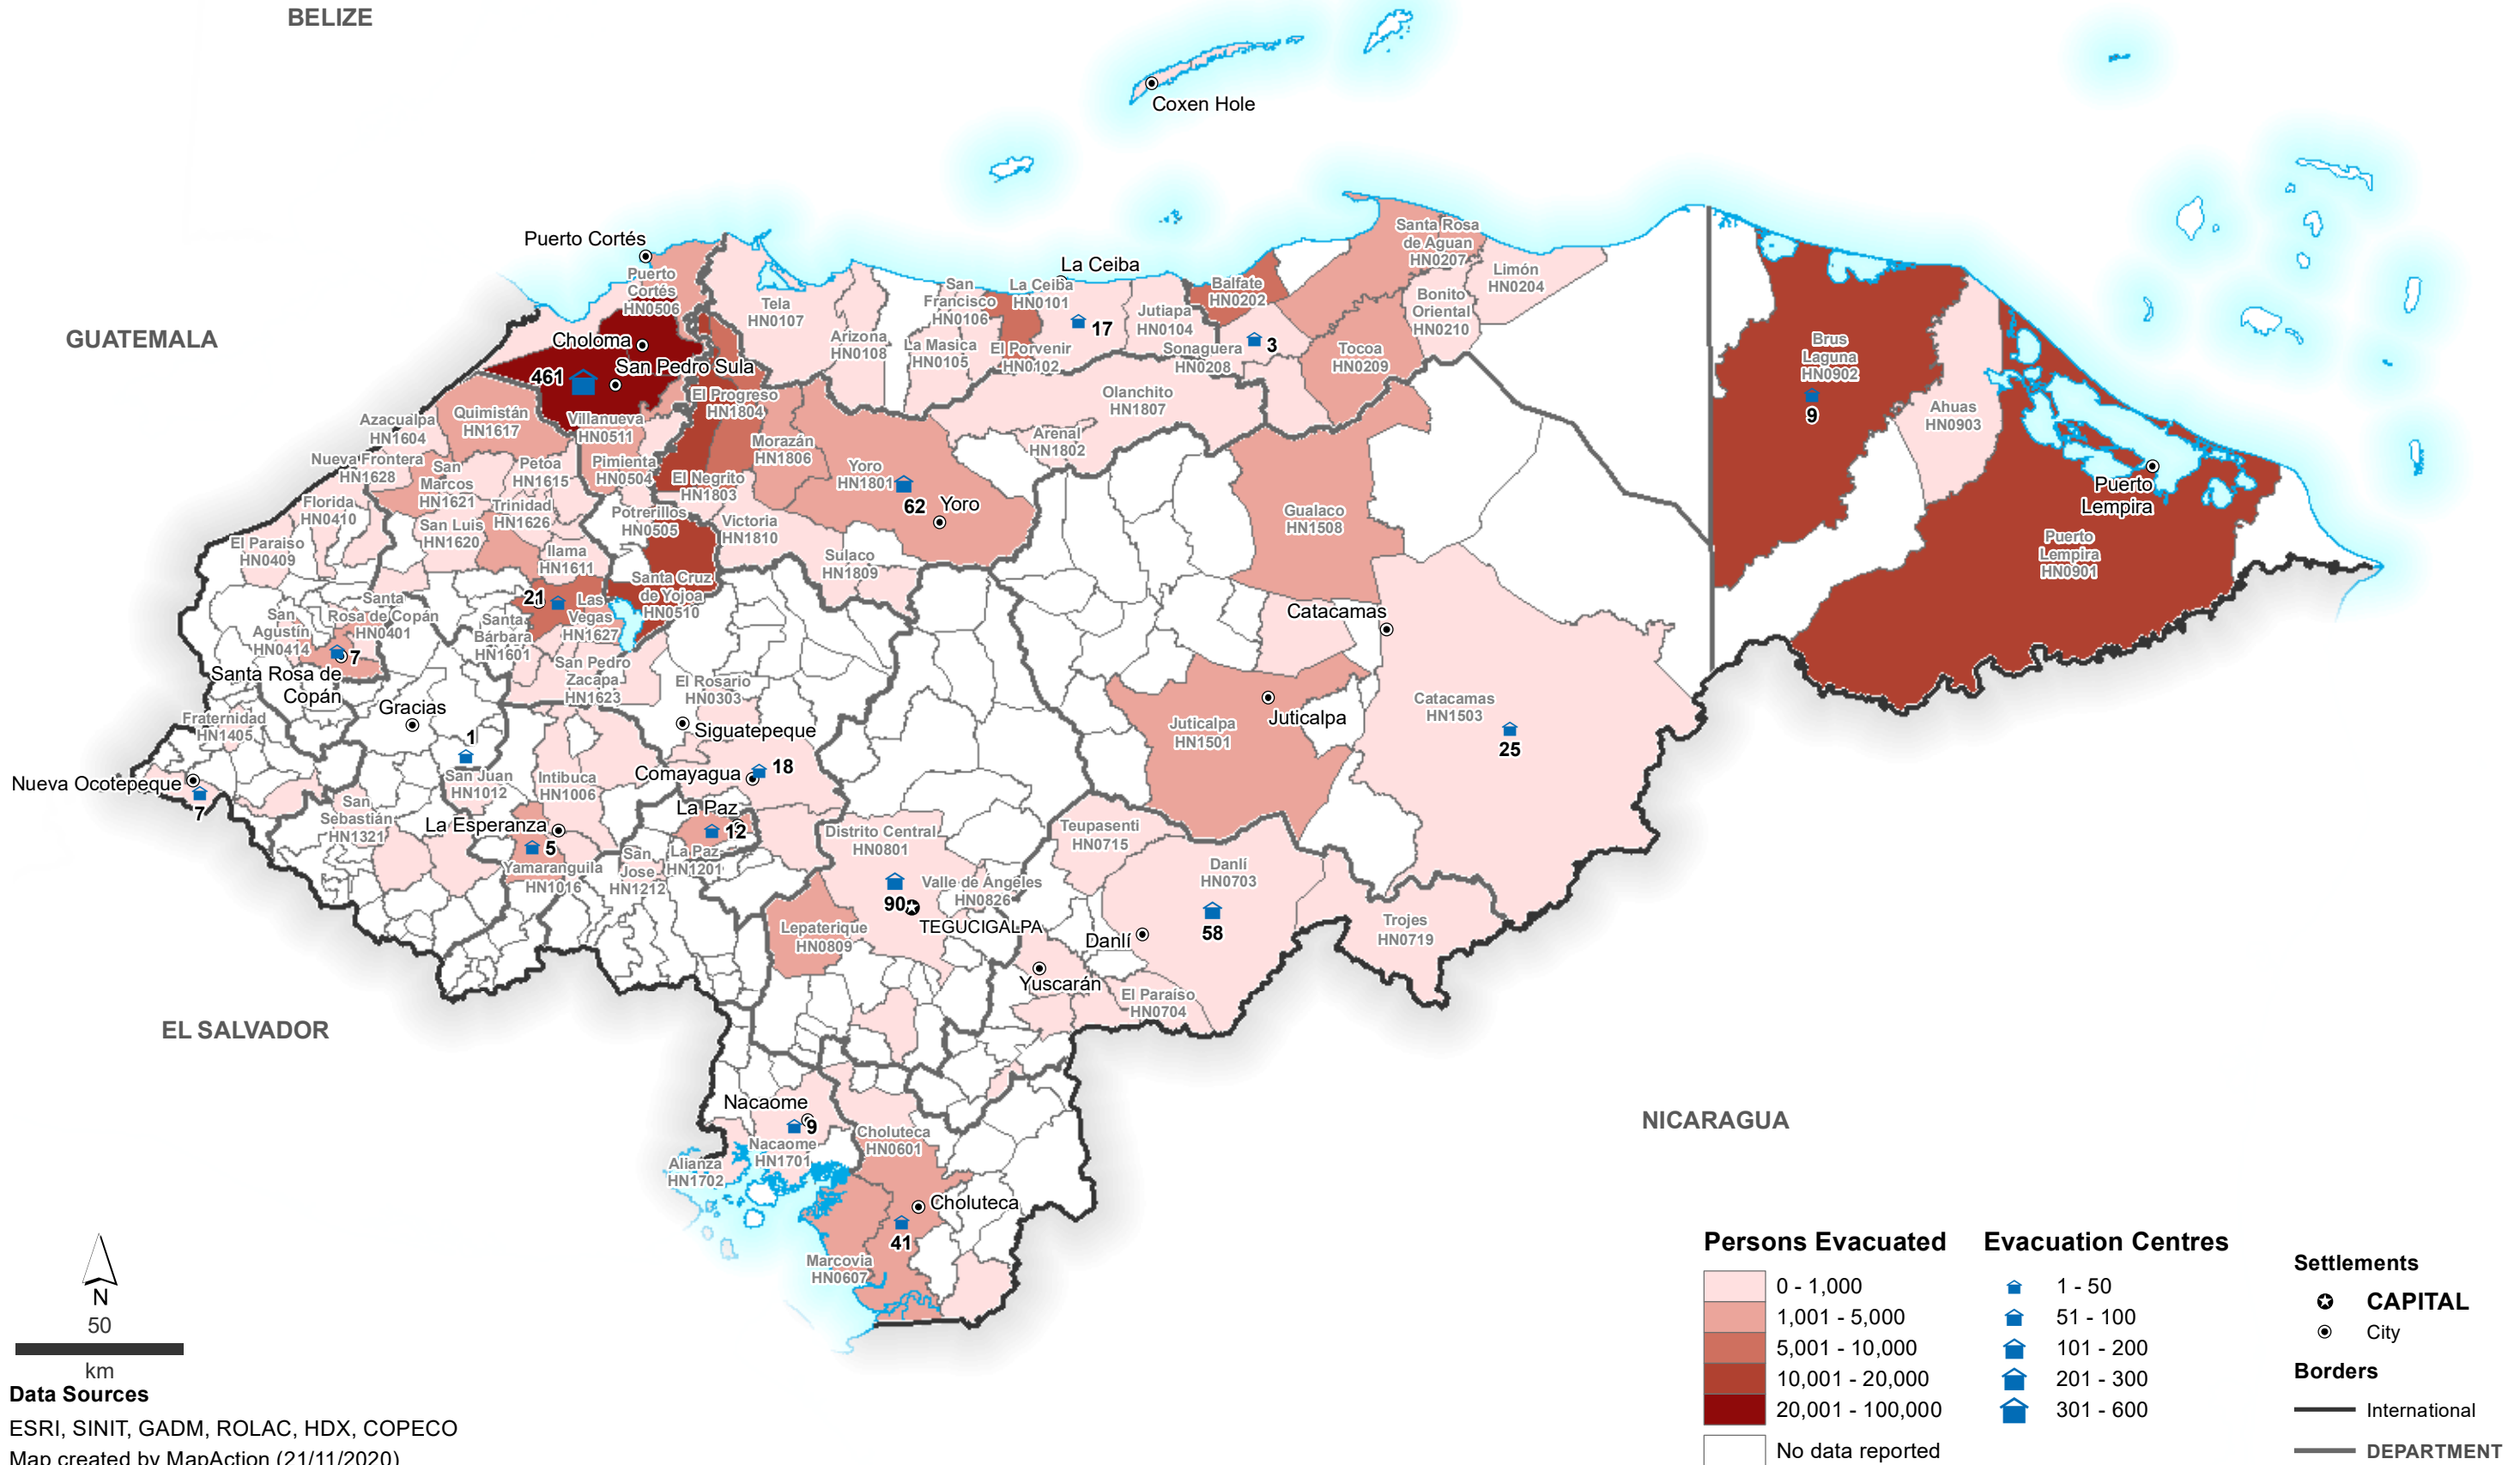 BELIZE
Coxen Hole
Puerto Cortés
Santa Rosa
de Aguan
HN0207
La Ceiba
Limón
HN0204
Puerto
Cortés
HN0506
San
Francisco
HN0106
La Ceiba
HN0101
Balfate
HN0202
Tela
HN0107
Bonito
Oriental
HN0210
Jutiapa
HN0104
17
GUATEMALA
Choloma
Arizona
HN0108
La Masica
HN0105
El Porvenir
HN0102
Sonaguera
HN0208
3
Tocoa
HN0209
Brus
Laguna
HN0902
9
San Pedro Sula
461
El Progreso
HN1804
Olanchito
HN1807
Ahuas
HN0903
Azacualpa
HN1604
Quimistán
HN1617
Villanueva
HN0511
Morazán
HN1806
Arenal
HN1802
Nueva Frontera
HN1628
San
Marcos
HN1621
Petoa
HN1615
Pimienta
HN0504
El Negrito
HN1803
Yoro
HN1801
62
Yoro
Puerto
Lempira
Florida
HN0410
Trinidad
HN1626
Potrerillos
HN0505
Victoria
HN1810
Gualaco
HN1508
San Luis
HN1620
El Paraiso
HN0409
Ilama
HN1611
Sulaco
HN1809
Puerto
Lempira
HN0901
Santa Cruz
de Yojoa
HN0510
21
Las
Vegas
HN1627
Santa
Rosa de Copán
HN0401
San
Agustín
HN0414
Santa
Bárbara
HN1601
Catacamas
7
Santa Rosa de
Copán
San Pedro
Zacapa
HN1623
El Rosario
HN0303
Gracias
Fraternidad
HN1405
Siguatepeque
Juticalpa
HN1501
Juticalpa
Catacamas
HN1503
25
1
Nueva Ocotepeque
7
San Juan
HN1012
Intibuca
HN1006
Comayagua
18
San
Sebastián
HN1321
La Esperanza
5
La Paz
12
Distrito Central
HN0801
Teupasenti
HN0715
Yamaranguila
HN1016
San
Jose
HN1212
La Paz
HN1201
Danlí
HN0703
58
Valle de Ángeles
HN0826
90
TEGUCIGALPA
Lepaterique
HN0809
Danlí
Trojes
HN0719
Yuscarán
El Paraíso
HN0704
EL SALVADOR
Nacaome
9
Nacaome
HN1701
Choluteca
HN0601
NICARAGUA
Alianza
HN1702
Choluteca
41
Marcovia
HN0607
N
50
km
Data Sources
ESRI, SINIT, GADM, ROLAC, HDX, COPECO
Map created by MapAction (21/11/2020)
Persons Evacuated
0 - 1,000
1,001 - 5,000
5,001 - 10,000
10,001 - 20,000
20,001 - 100,000
No data reported
Evacuation Centres
1 - 50
51 - 100
101 - 200
201 - 300
301 - 600
Settlements
CAPITAL
City
Borders
International
DEPARTMENT